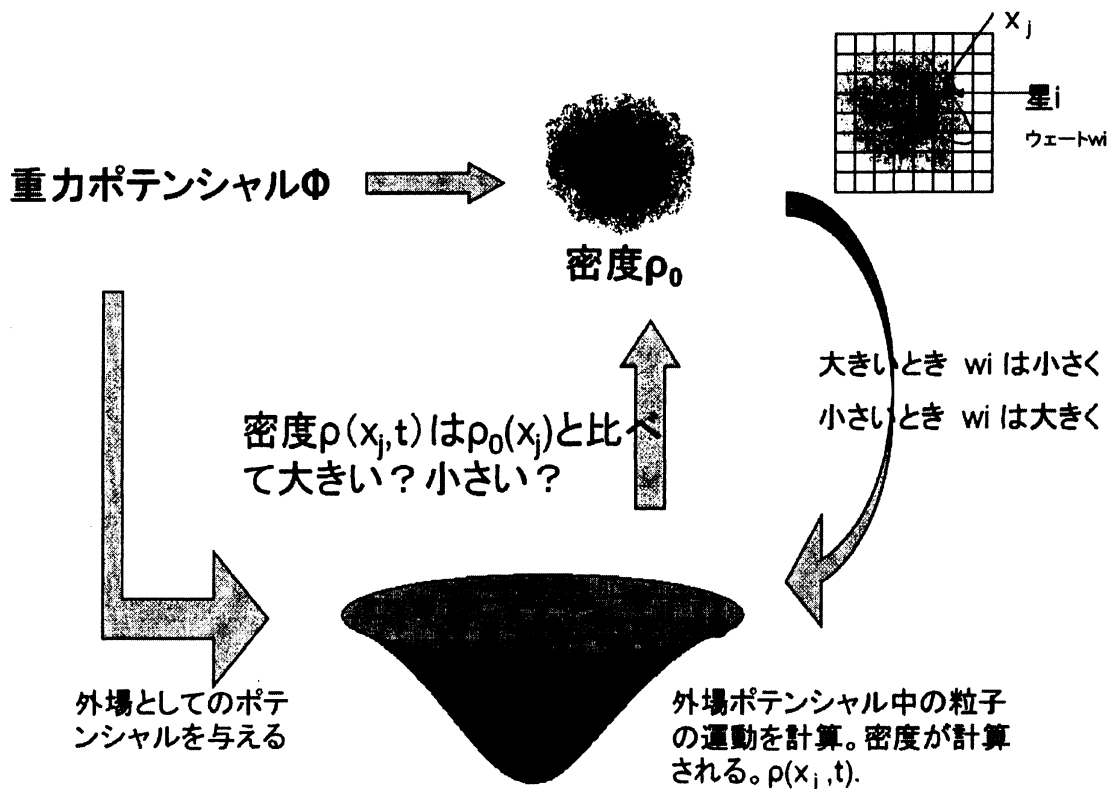 x j
星i
ウェートwi
重力ポテンシャルΦ
密度ρ0
大きいとき wi は小さく
小さいとき wi は大きく
密度ρ(xj,t)はρ0(xj)と比べ
て大きい？小さい？
外場としてのポテ
ンシャルを与える
外場ポテンシャル中の粒子
の運動を計算。密度が計算
される。ρ(xj ,t).